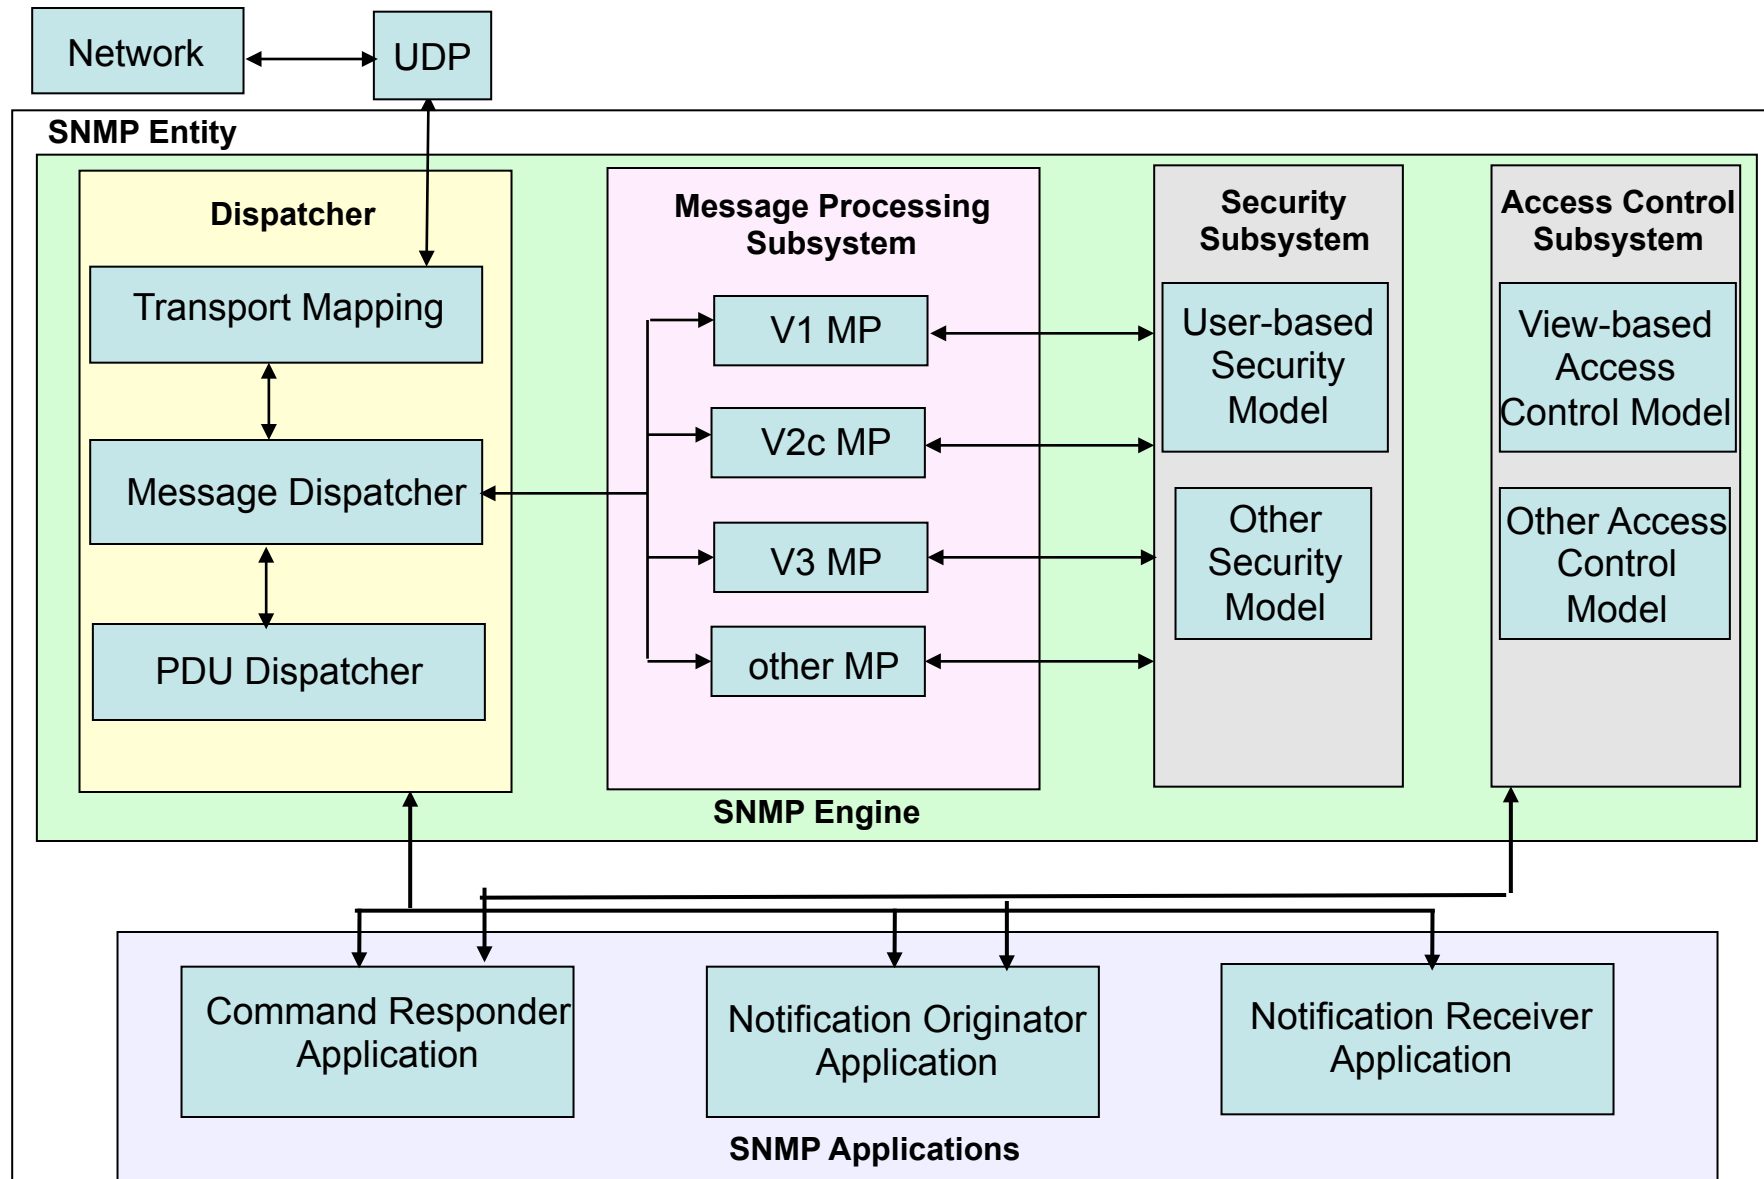 Network
UDP
SNMP Entity
Dispatcher
Transport Mapping
Message Dispatcher
PDU Dispatcher
Message Processing
Subsystem
V1 MP
V2c MP
V3 MP
other MP
Security
Subsystem
User-based
Security
Model
Other
Security
Model
Access Control
Subsystem
View-based
Access
Control Model
Other Access
Control
Model
SNMP Engine
Command Responder
Application
Notification Originator
Application
Notification Receiver
Application
SNMP Applications